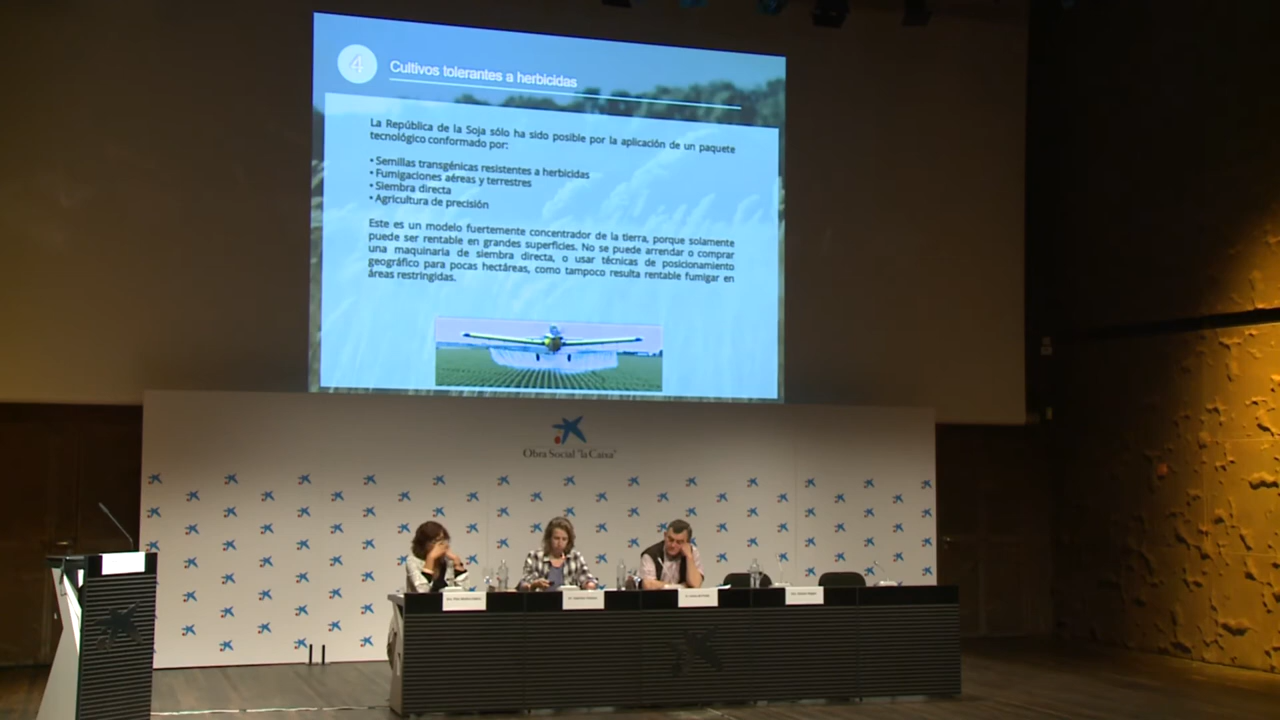 4
Cultivos tolerantes a herbicidas
La República de la Soja sólo ha sido posible por la aplicación de un paquete
tecnológico conformado por:
• Semillas transgénicas resistentes a herbicidas
• Fumigaciones aéreas y terrestres
• Siembra directa
• Agricultura de precisión
Este es un modelo fuertemente concentrador de la tierra, porque solamente
puede ser rentable en grandes superficies. No se puede arrendar o comprar
una maquinaria de siembra directa, o usar técnicas de posicionamiento
geográfico para pocas hectáreas, como tampoco resulta rentable fumigar en
áreas restringidas.
Obra Social "la Caixa"